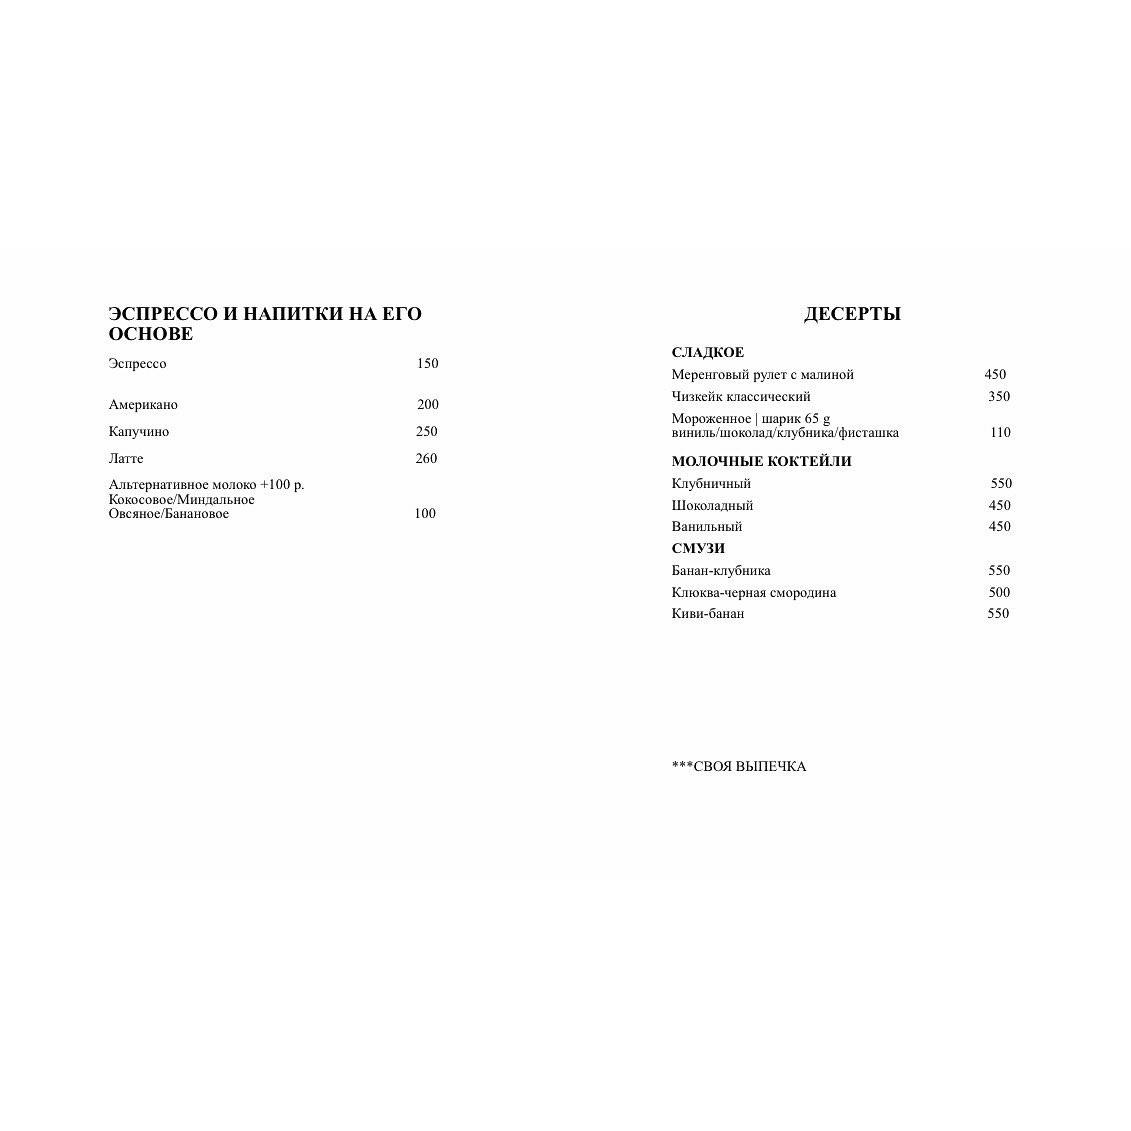 ЭСПРЕССО И НАПИТКИ НА ЕГО
ОСНОВЕ
Эспрессо 150
Американо 200
Капучино 250
Латте 260
Альтернативное молоко +100 р.
Кокосовое/Миндальное
Овсяное/Банановое 100
ДЕСЕРТЫ
СЛАДКОЕ
Меренговый рулет с малиной 450
Чизкейк классический 350
Мороженное | шарик 65 g
виниль/шоколад/клубника/фисташка 110
МОЛОЧНЫЕ КОКТЕЙЛИ
Клубничный 550
Шоколадный 450
Ванильный 450
СМУЗИ
Банан-клубника 550
Клюква-черная смородина 500
Киви-банан 550
***СВОЯ ВЫПЕЧКА